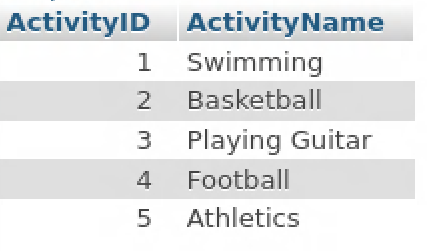 ActivityID ActivityName
1 Swimming
2 Basketball
3 Playing Guitar
4 Football
5 Athletics